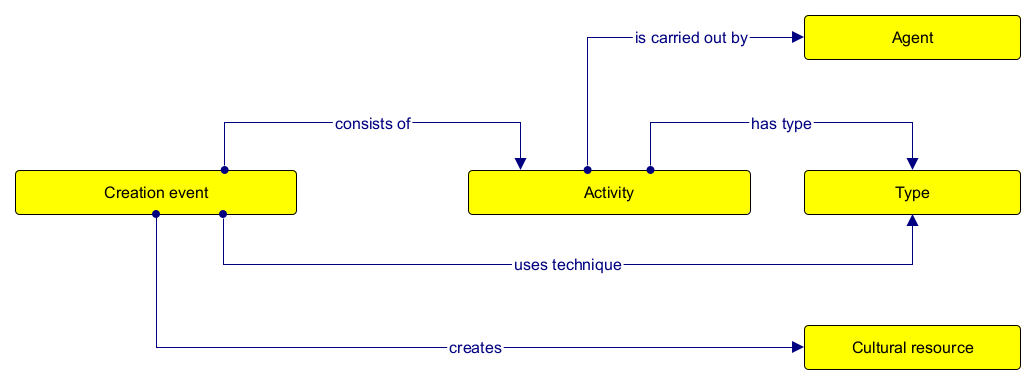 is carried out by
Agent
consists of
has type
Creation event
Activity
Type
uses technique
creates
Cultural resource